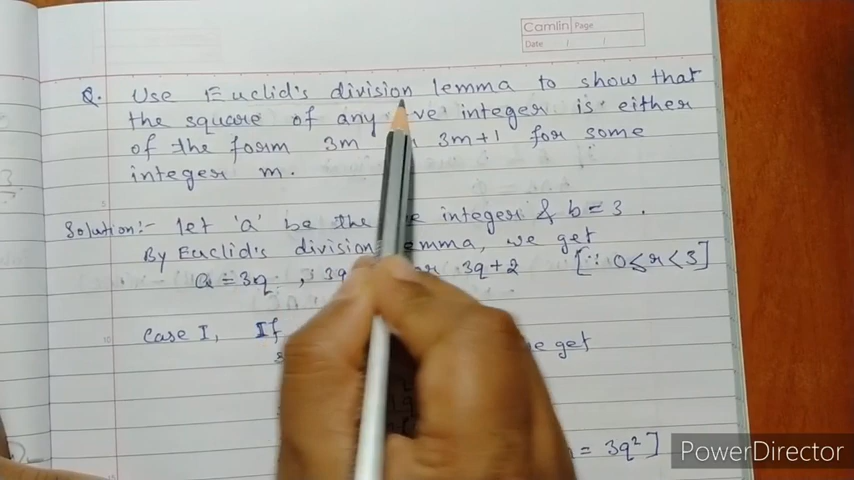 Camlin Page
Date / /
Q. Use Euclid's division lemma to show that
the square of any +ve integer is either
of the form 3m 3m+1 for some
integer m.
Solution:- let 'a' be the integer & b = 3.
By Euclid's division lemma, we get
a = 3q, 3q 3q+2 [∵ 0≤r<3]
Case I, If get
= 3q²]
PowerDirector